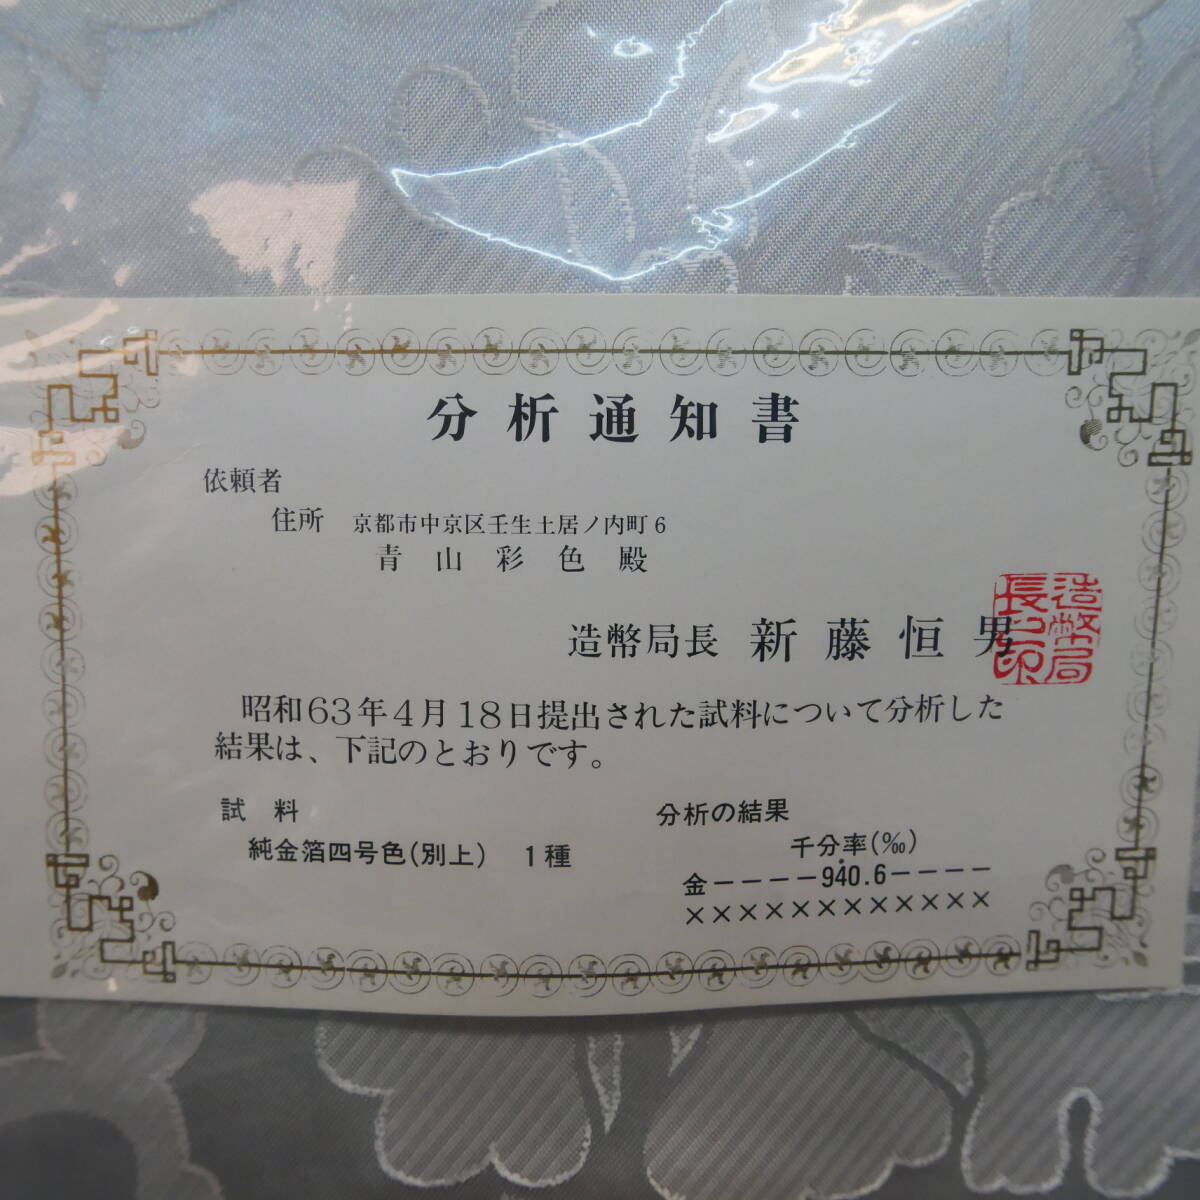 分析通知書
依頼者
住所 京都市中京区壬生土居ノ内町6
青山彩色殿
造幣局長 新藤恒男
造幣局長之印
昭和63年4月18日提出された試料について分析した
結果は、下記のとおりです。
試料
純金箔四号色(別上) 1種
分析の結果
千分率(‰)
金----940.6----
××××××××××××